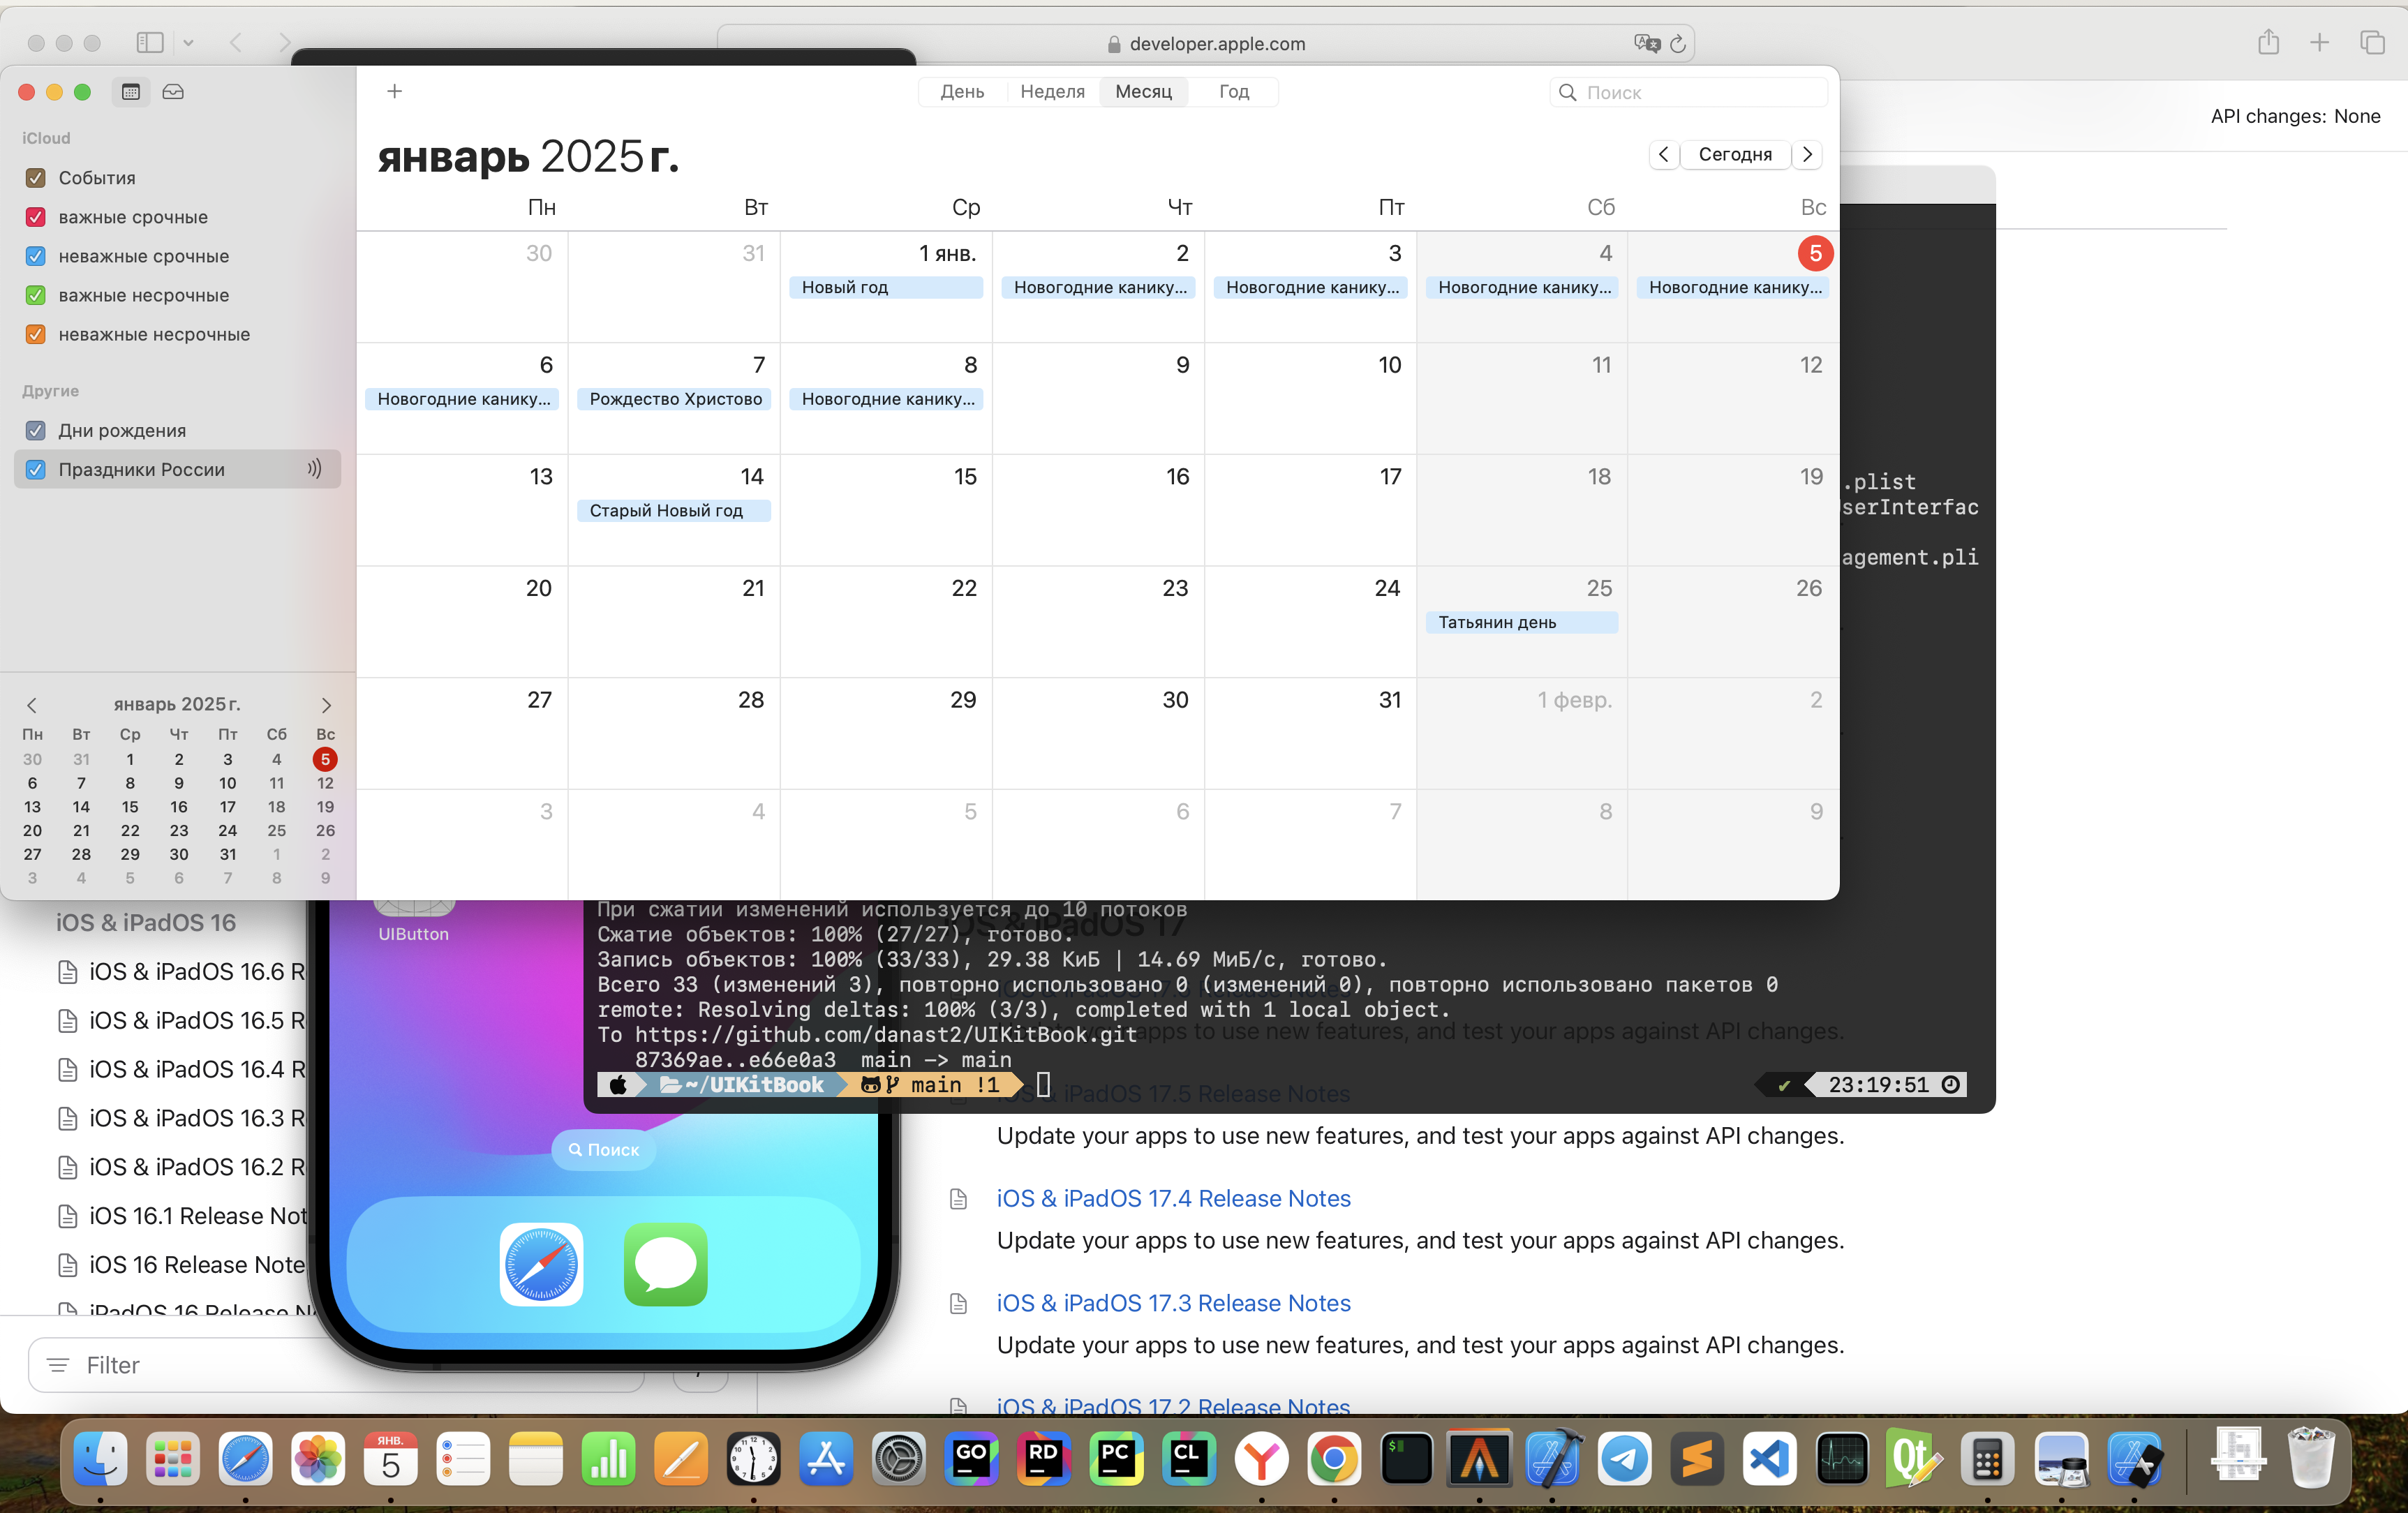 developer.apple.com
API changes: None
День Неделя Месяц Год
Поиск
iCloud
События
важные срочные
неважные срочные
важные несрочные
неважные несрочные
Другие
Дни рождения
Праздники России
январь 2025 г.
Сегодня
Пн Вт Ср Чт Пт Сб Вс
30 31 1 янв. 2 3 4 5
Новый год Новогодние канику... Новогодние канику... Новогодние канику... Новогодние канику...
6 7 8 9 10 11 12
Новогодние канику... Рождество Христово Новогодние канику...
13 14 15 16 17 18 19
Старый Новый год
20 21 22 23 24 25 26
Татьянин день
27 28 29 30 31 1 февр. 2
3 4 5 6 7 8 9
январь 2025 г.
Пн Вт Ср Чт Пт Сб Вс
30 31 1 2 3 4 5
6 7 8 9 10 11 12
13 14 15 16 17 18 19
20 21 22 23 24 25 26
27 28 29 30 31 1 2
3 4 5 6 7 8 9
.plist
serInterfac
agement.pli
При сжатии изменений используется до 10 потоков
Сжатие объектов: 100% (27/27), готово.
Запись объектов: 100% (33/33), 29.38 КиБ | 14.69 МиБ/с, готово.
Всего 33 (изменений 3), повторно использовано 0 (изменений 0), повторно использовано пакетов 0
remote: Resolving deltas: 100% (3/3), completed with 1 local object.
To https://github.com/danast2/UIKitBook.git
87369ae..e66e0a3 main -> main
~/UIKitBook main !1
23:19:51
UIButton
Поиск
iOS & iPadOS 16
iOS & iPadOS 16.6 R
iOS & iPadOS 16.5 R
iOS & iPadOS 16.4 R
iOS & iPadOS 16.3 R
iOS & iPadOS 16.2 R
iOS 16.1 Release Not
iOS 16 Release Note
iPadOS 16 Release N
Filter
iOS & iPadOS 17
and test your apps against API changes.
iOS & iPadOS 17.5 Release Notes
Update your apps to use new features, and test your apps against API changes.
iOS & iPadOS 17.4 Release Notes
Update your apps to use new features, and test your apps against API changes.
iOS & iPadOS 17.3 Release Notes
Update your apps to use new features, and test your apps against API changes.
iOS & iPadOS 17.2 Release Notes
ЯНВ.
5
GO
RD
PC
CL
$
Qt